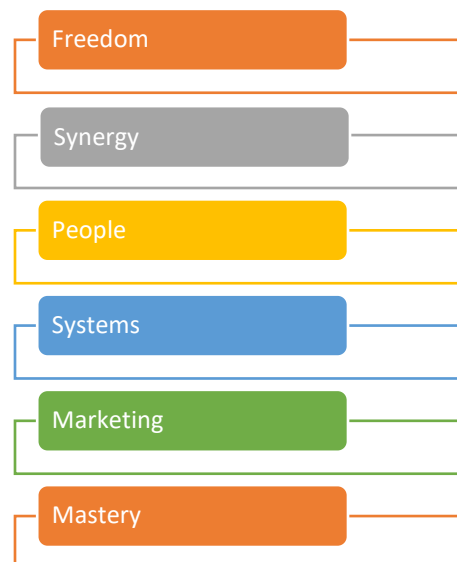 Freedom
Synergy
People
Systems
Marketing
Mastery